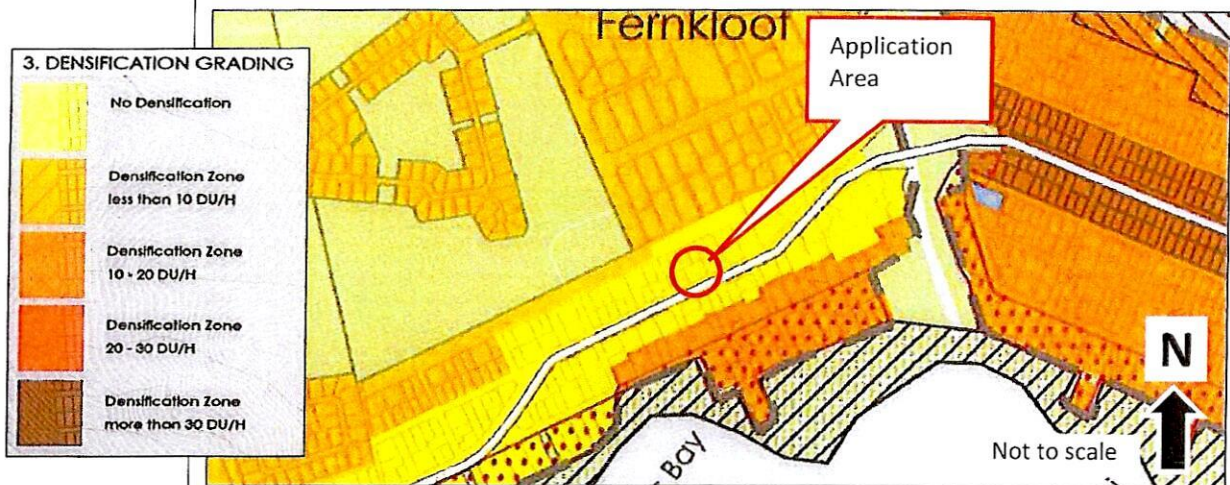 3. DENSIFICATION GRADING
No Densification
Densification Zone
less than 10 DU/H
Densification Zone
10 - 20 DU/H
Densification Zone
20 - 30 DU/H
Densification Zone
more than 30 DU/H
Fernkloof
Application
Area
Bay
N
Not to scale